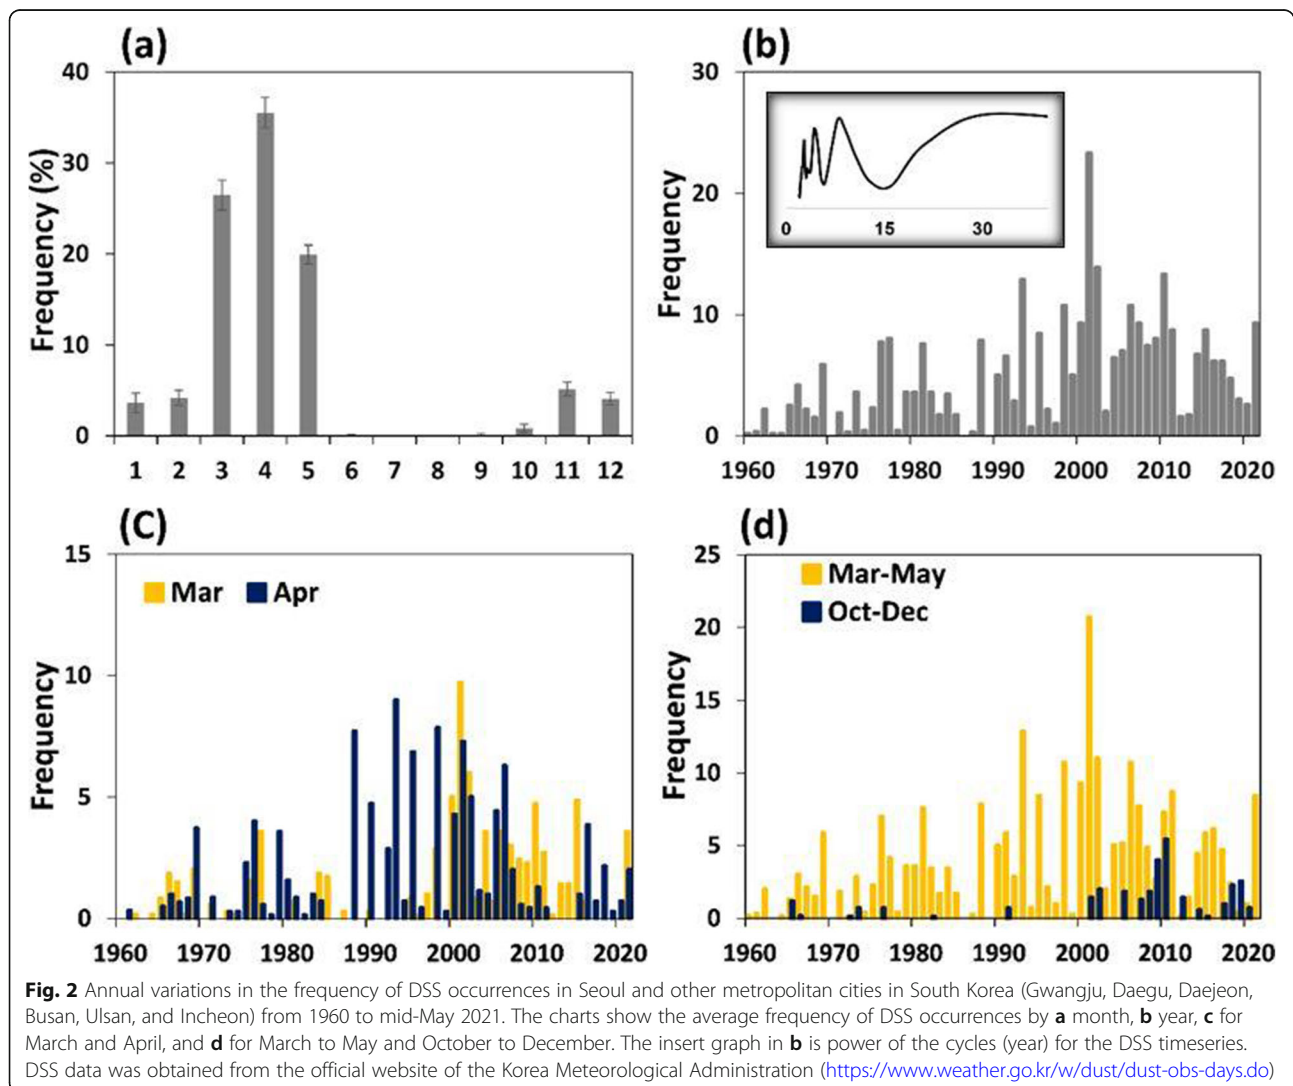 (a)
40
30
20
10
0
Frequency (%)
1 2 3 4 5 6 7 8 9 10 11 12
(b)
30
20
10
0
Frequency
0 15 30
1960 1970 1980 1990 2000 2010 2020
(C)
15
10
5
0
Frequency
Mar Apr
1960 1970 1980 1990 2000 2010 2020
(d)
25
20
15
10
5
0
Frequency
Mar-May
Oct-Dec
1960 1970 1980 1990 2000 2010 2020
Fig. 2 Annual variations in the frequency of DSS occurrences in Seoul and other metropolitan cities in South Korea (Gwangju, Daegu, Daejeon,
Busan, Ulsan, and Incheon) from 1960 to mid-May 2021. The charts show the average frequency of DSS occurrences by a month, b year, c for
March and April, and d for March to May and October to December. The insert graph in b is power of the cycles (year) for the DSS timeseries.
DSS data was obtained from the official website of the Korea Meteorological Administration (https://www.weather.go.kr/w/dust/dust-obs-days.do)